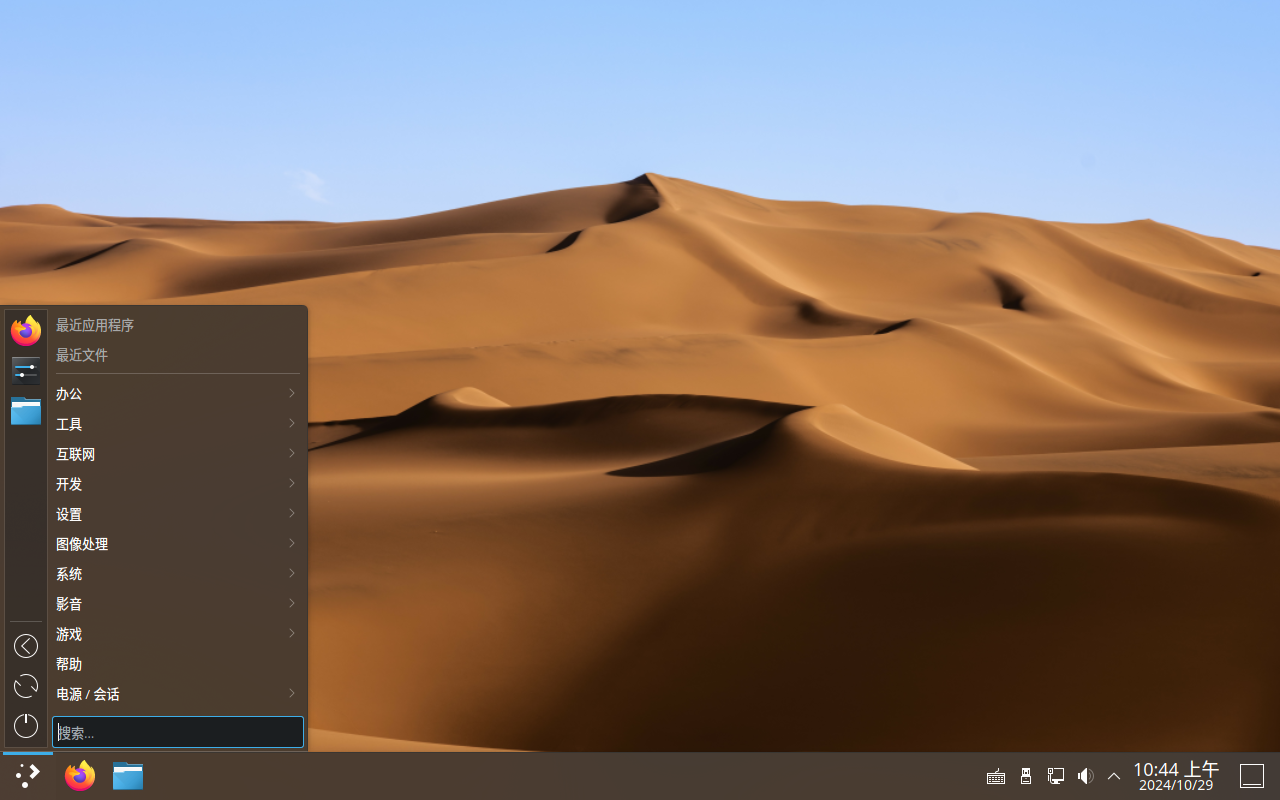 最近应用程序
最近文件
办公
工具
互联网
开发
设置
图像处理
系统
影音
游戏
帮助
电源 / 会话
搜索...
10:44 上午
2024/10/29